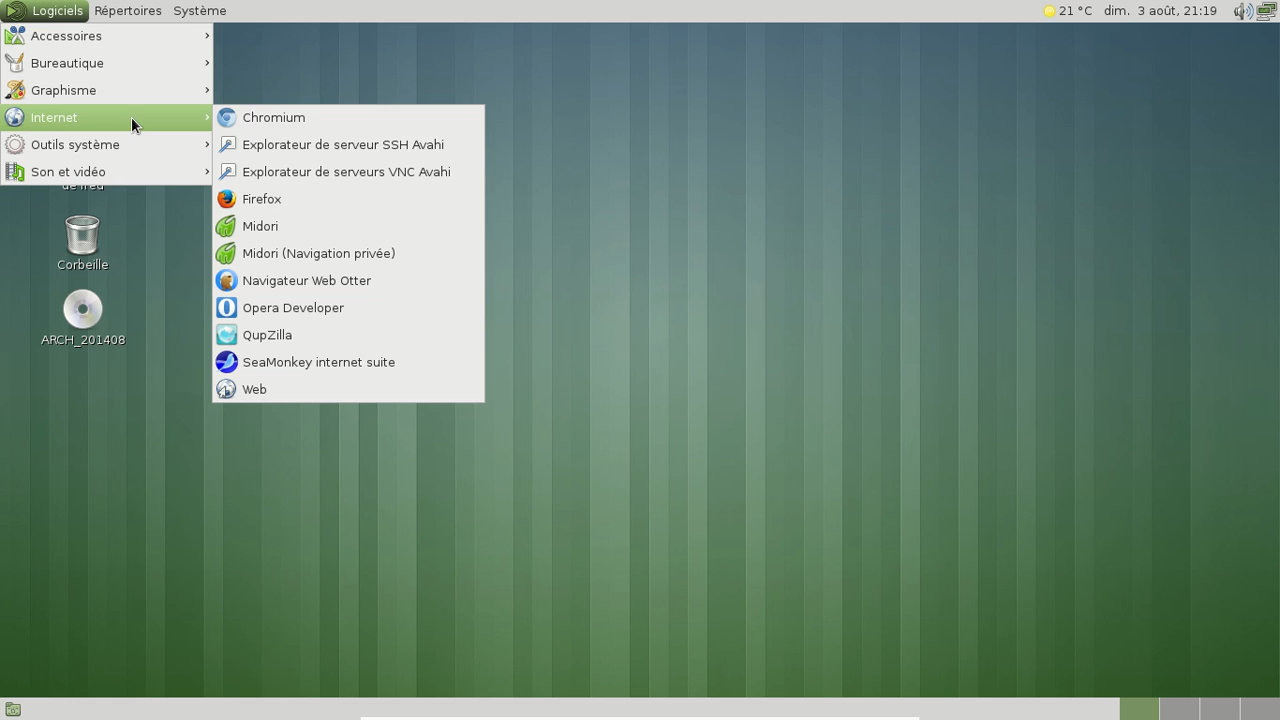 Logiciels Répertoires Système 21 °C dim. 3 août, 21:19
Accessoires
Bureautique
Graphisme
Internet
Outils système
Son et vidéo
Chromium
Explorateur de serveur SSH Avahi
Explorateur de serveurs VNC Avahi
Firefox
Midori
Midori (Navigation privée)
Navigateur Web Otter
Opera Developer
QupZilla
SeaMonkey internet suite
Web
de fred
Corbeille
ARCH_201408